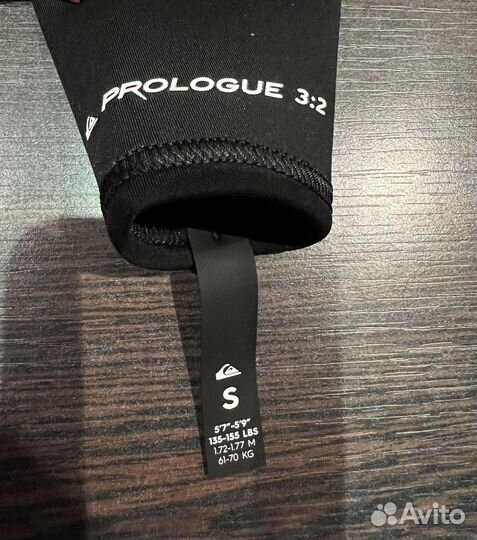 PROLOGUE 3:2
S
5'7"-5'9"
135-155 LBS
1.72-1.77 M
61-70 KG
Avito